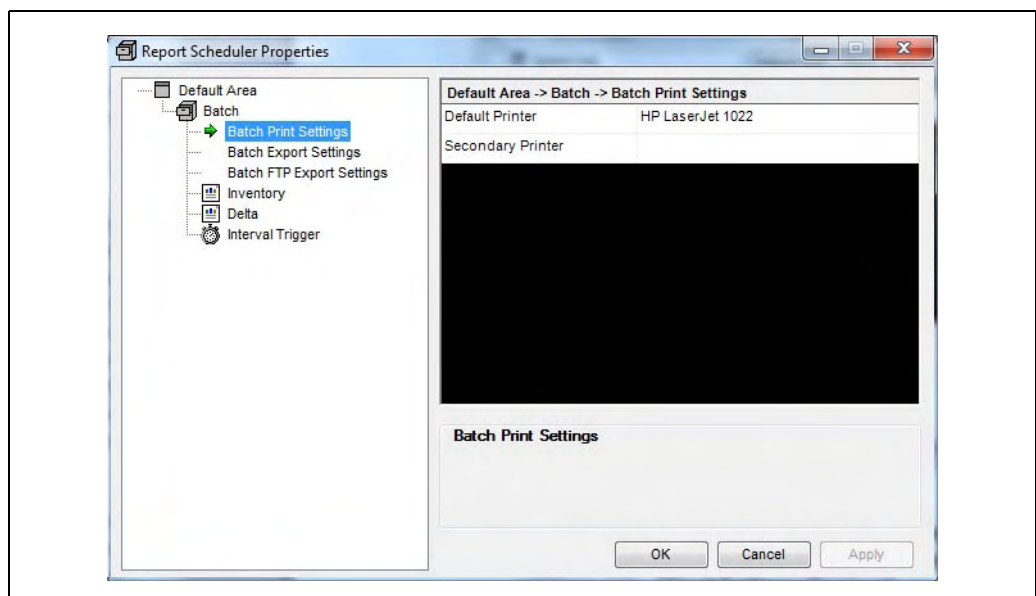 Report Scheduler Properties
Default Area
Batch
Batch Print Settings
Batch Export Settings
Batch FTP Export Settings
Inventory
Delta
Interval Trigger
Default Area -> Batch -> Batch Print Settings
Default Printer HP LaserJet 1022
Secondary Printer
Batch Print Settings
OK Cancel Apply